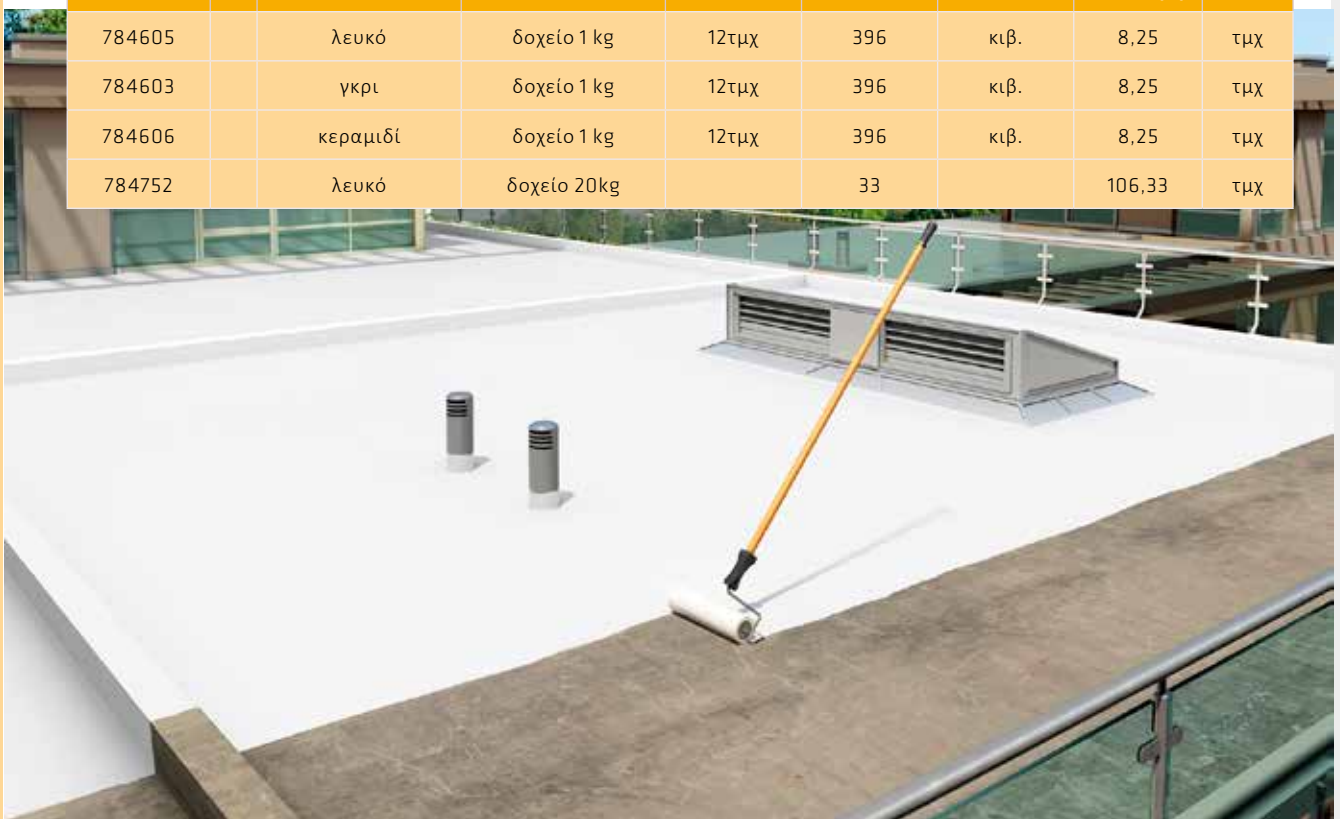 784605 λευκό δοχείο 1 kg 12τμχ 396 κιβ. 8,25 τμχ
784603 γκρι δοχείο 1 kg 12τμχ 396 κιβ. 8,25 τμχ
784606 κεραμιδί δοχείο 1 kg 12τμχ 396 κιβ. 8,25 τμχ
784752 λευκό δοχείο 20kg 33 106,33 τμχ